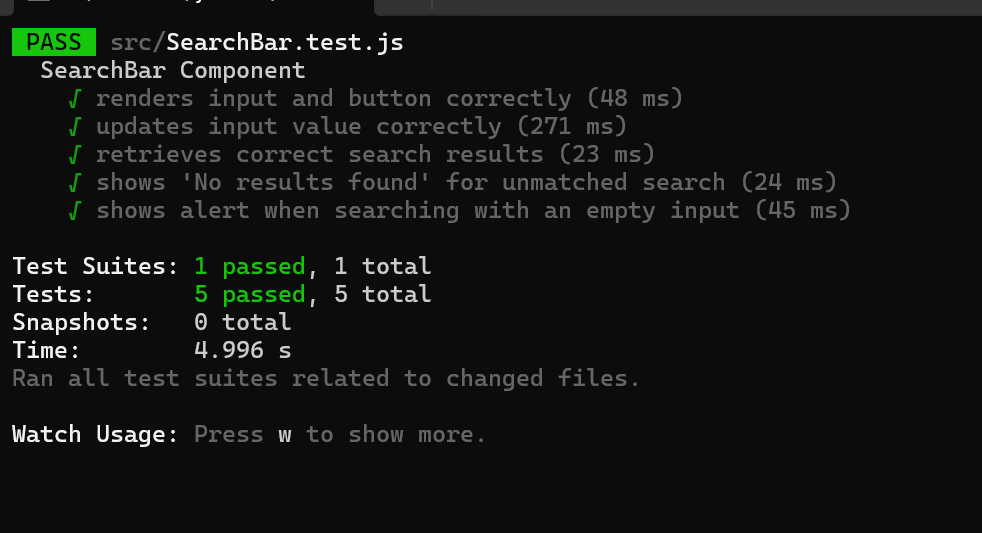 PASS src/SearchBar.test.js
SearchBar Component
√ renders input and button correctly (48 ms)
√ updates input value correctly (271 ms)
√ retrieves correct search results (23 ms)
√ shows 'No results found' for unmatched search (24 ms)
√ shows alert when searching with an empty input (45 ms)
Test Suites: 1 passed, 1 total
Tests: 5 passed, 5 total
Snapshots: 0 total
Time: 4.996 s
Ran all test suites related to changed files.
Watch Usage: Press w to show more.